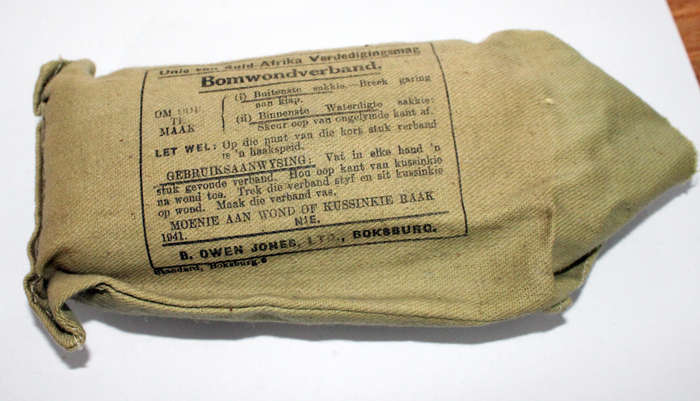 Unie van Suid-Afrika Verdedigingsmag
Bomwondverband.
OM OOP TE MAAK
(i) Buitenste sakkie.—Breek garing aan klap.
(ii) Binnenste Waterdigte sakkie: Skeur oop van ongelymde kant af.
LET WEL: Op die punt van die kort stuk verband
is 'n haakspeld.
GEBRUIKSAANWYSING: Vat in elke hand 'n
stuk gevoude verband. Hou oop kant van kussinkie
na wond toe. Trek die verband styf en sit kussinkie
op wond. Maak die verband vas.
MOENIE AAN WOND OF KUSSINKIE RAAK
1941. NIE.
B. OWEN JONES, LTD., BOKSBURG.
Standard, Boksburg